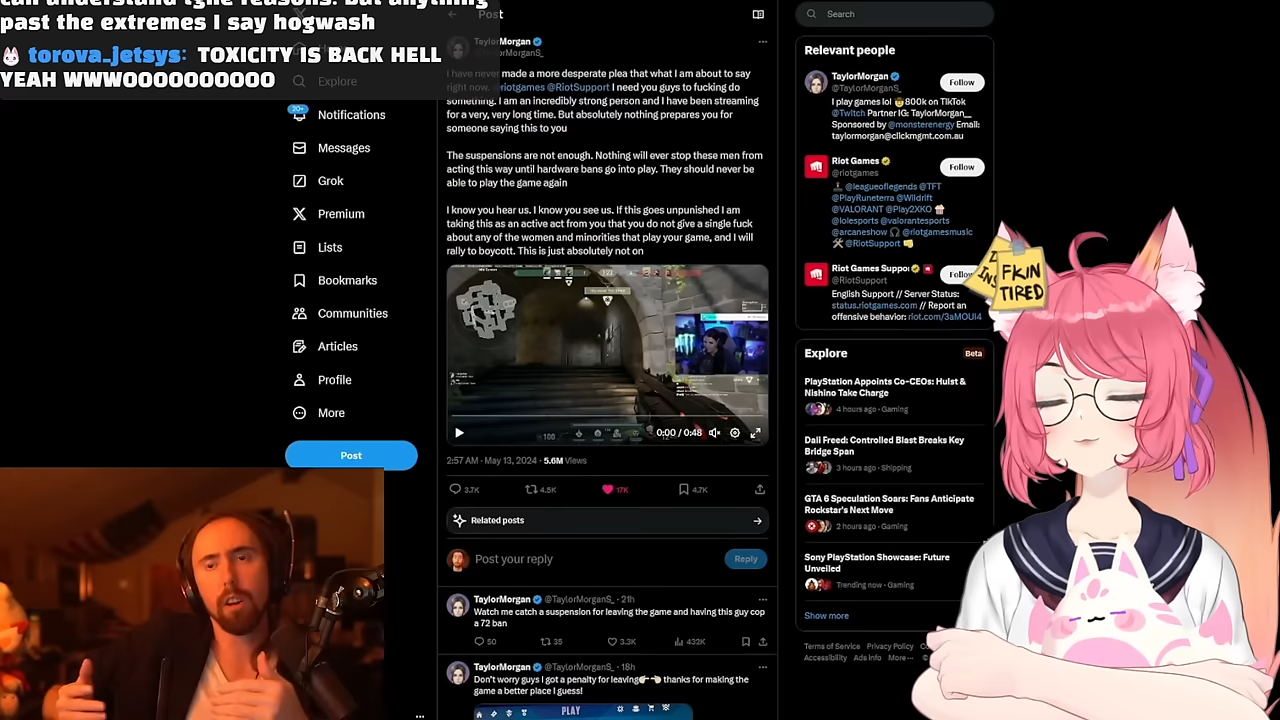 can understand tghe reasons. But anything
past the extremes I say hogwash
torova_jetsys: TOXICITY IS BACK HELL
YEAH WWWOOOOOOOOOO
Explore
20+
Notifications
Messages
Grok
Premium
Lists
Bookmarks
Communities
Articles
Profile
More
Post
Post
TaylorMorgan
TaylorMorganS_
I have never made a more desperate plea that what I am about to say
right now. @riotgames @RiotSupport I need you guys to fucking do
something. I am an incredibly strong person and I have been streaming
for a very, very long time. But absolutely nothing prepares you for
someone saying this to you
The suspensions are not enough. Nothing will ever stop these men from
acting this way until hardware bans go into play. They should never be
able to play the game again
I know you hear us. I know you see us. If this goes unpunished I am
taking this as an active act from you that you do not give a single fuck
about any of the women and minorities that play your game, and I will
rally to boycott. This is just absolutely not on
100
0:00 / 0:48
2:57 AM · May 13, 2024 · 5.6M Views
3.7K
4.8K
17K
4.7K
Related posts
Post your reply
Reply
TaylorMorgan @TaylorMorganS_ · 21h
Watch me catch a suspension for leaving the game and having this guy cop
a 72 ban
50
35
3.3K
432K
TaylorMorgan @TaylorMorganS_ · 18h
Don't worry guys I got a penalty for leaving👉👈 thanks for making the
game a better place I guess!
PLAY
Search
Relevant people
TaylorMorgan
@TaylorMorganS_
Follow
I play games lol 🤠800k on TikTok
@Twitch Partner IG: TaylorMorgan__
Sponsored by @monsterenergy Email:
taylormorgan@clickmgmt.com.au
Riot Games
@riotgames
Follow
@leagueoflegends @TFT
@PlayRuneterra @Wildrift
@VALORANT @Play2XKO 🍿
@lolesports @valorantesports
@arcaneshow 🎧 @riotgamesmusic
🛠 @RiotSupport 👊
Riot Games Suppo
@RiotSupport
Follow
English Support // Server Status:
status.riotgames.com // Report an
offensive behavior: riot.com/3aMOUI4
FKIN
TIRED
Explore
Beta
PlayStation Appoints Co-CEOs: Hulst &
Nishino Take Charge
4 hours ago · Gaming
Dali Freed: Controlled Blast Breaks Key
Bridge Span
3 hours ago · Shipping
GTA 6 Speculation Soars: Fans Anticipate
Rockstar's Next Move
2 hours ago · Gaming
Sony PlayStation Showcase: Future
Unveiled
Trending now · Gaming
Show more
Terms of Service Privacy Policy
Accessibility Ads info More ···